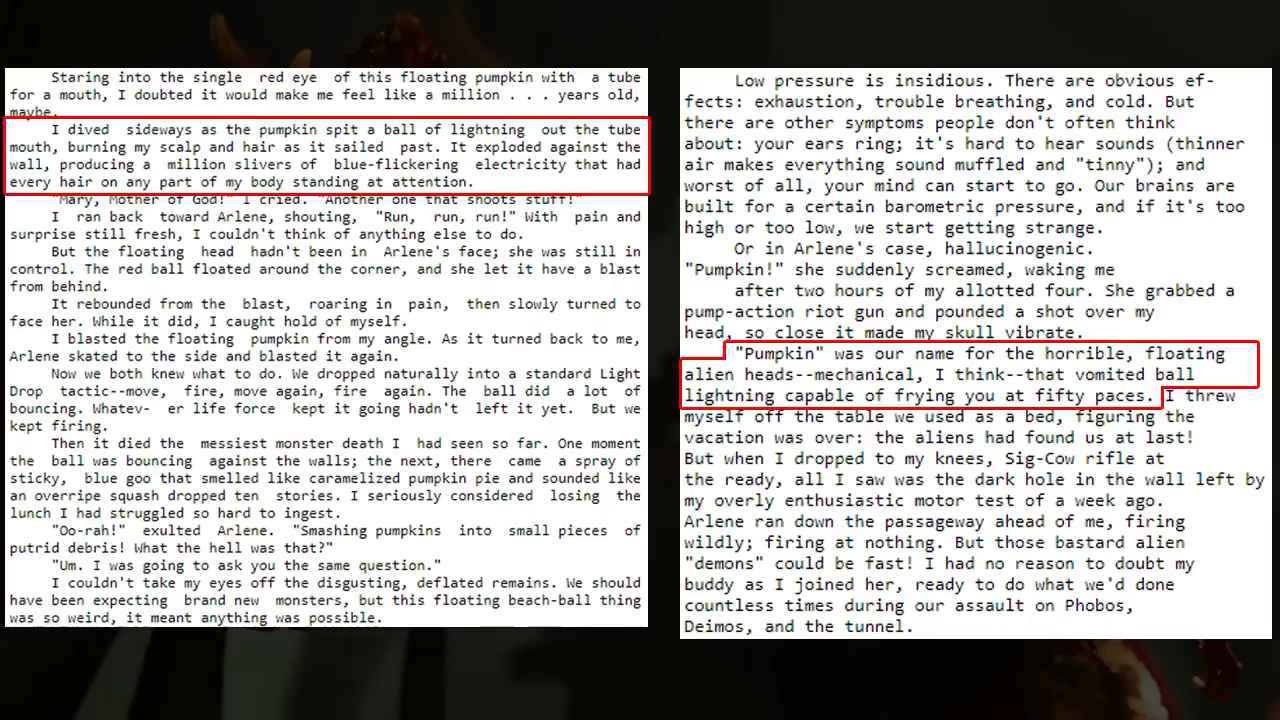 Staring into the single red eye of this floating pumpkin with a tube
for a mouth, I doubted it would make me feel like a million . . . years old,
maybe.
I dived sideways as the pumpkin spit a ball of lightning out the tube
mouth, burning my scalp and hair as it sailed past. It exploded against the
wall, producing a million slivers of blue-flickering electricity that had
every hair on any part of my body standing at attention.
"Mary, Mother of God!" I cried. "Another one that shoots stuff!"
I ran back toward Arlene, shouting, "Run, run, run!" With pain and
surprise still fresh, I couldn't think of anything else to do.
But the floating head hadn't been in Arlene's face; she was still in
control. The red ball floated around the corner, and she let it have a blast
from behind.
It rebounded from the blast, roaring in pain, then slowly turned to
face her. While it did, I caught hold of myself.
I blasted the floating pumpkin from my angle. As it turned back to me,
Arlene skated to the side and blasted it again.
Now we both knew what to do. We dropped naturally into a standard Light
Drop tactic--move, fire, move again, fire again. The ball did a lot of
bouncing. Whatev- er life force kept it going hadn't left it yet. But we
kept firing.
Then it died the messiest monster death I had seen so far. One moment
the ball was bouncing against the walls; the next, there came a spray of
sticky, blue goo that smelled like caramelized pumpkin pie and sounded like
an overripe squash dropped ten stories. I seriously considered losing the
lunch I had struggled so hard to ingest.
"Oo-rah!" exulted Arlene. "Smashing pumpkins into small pieces of
putrid debris! What the hell was that?"
"Um. I was going to ask you the same question."
I couldn't take my eyes off the disgusting, deflated remains. We should
have been expecting brand new monsters, but this floating beach-ball thing
was so weird, it meant anything was possible.
Low pressure is insidious. There are obvious ef-
fects: exhaustion, trouble breathing, and cold. But
there are other symptoms people don't often think
about: your ears ring; it's hard to hear sounds (thinner
air makes everything sound muffled and "tinny"); and
worst of all, your mind can start to go. Our brains are
built for a certain barometric pressure, and if it's too
high or too low, we start getting strange.
Or in Arlene's case, hallucinogenic.
"Pumpkin!" she suddenly screamed, waking me
after two hours of my allotted four. She grabbed a
pump-action riot gun and pounded a shot over my
head, so close it made my skull vibrate.
"Pumpkin" was our name for the horrible, floating
alien heads--mechanical, I think--that vomited ball
lightning capable of frying you at fifty paces. I threw
myself off the table we used as a bed, figuring the
vacation was over: the aliens had found us at last!
But when I dropped to my knees, Sig-Cow rifle at
the ready, all I saw was the dark hole in the wall left by
my overly enthusiastic motor test of a week ago.
Arlene ran down the passageway ahead of me, firing
wildly; firing at nothing. But those bastard alien
"demons" could be fast! I had no reason to doubt my
buddy as I joined her, ready to do what we'd done
countless times during our assault on Phobos,
Deimos, and the tunnel.